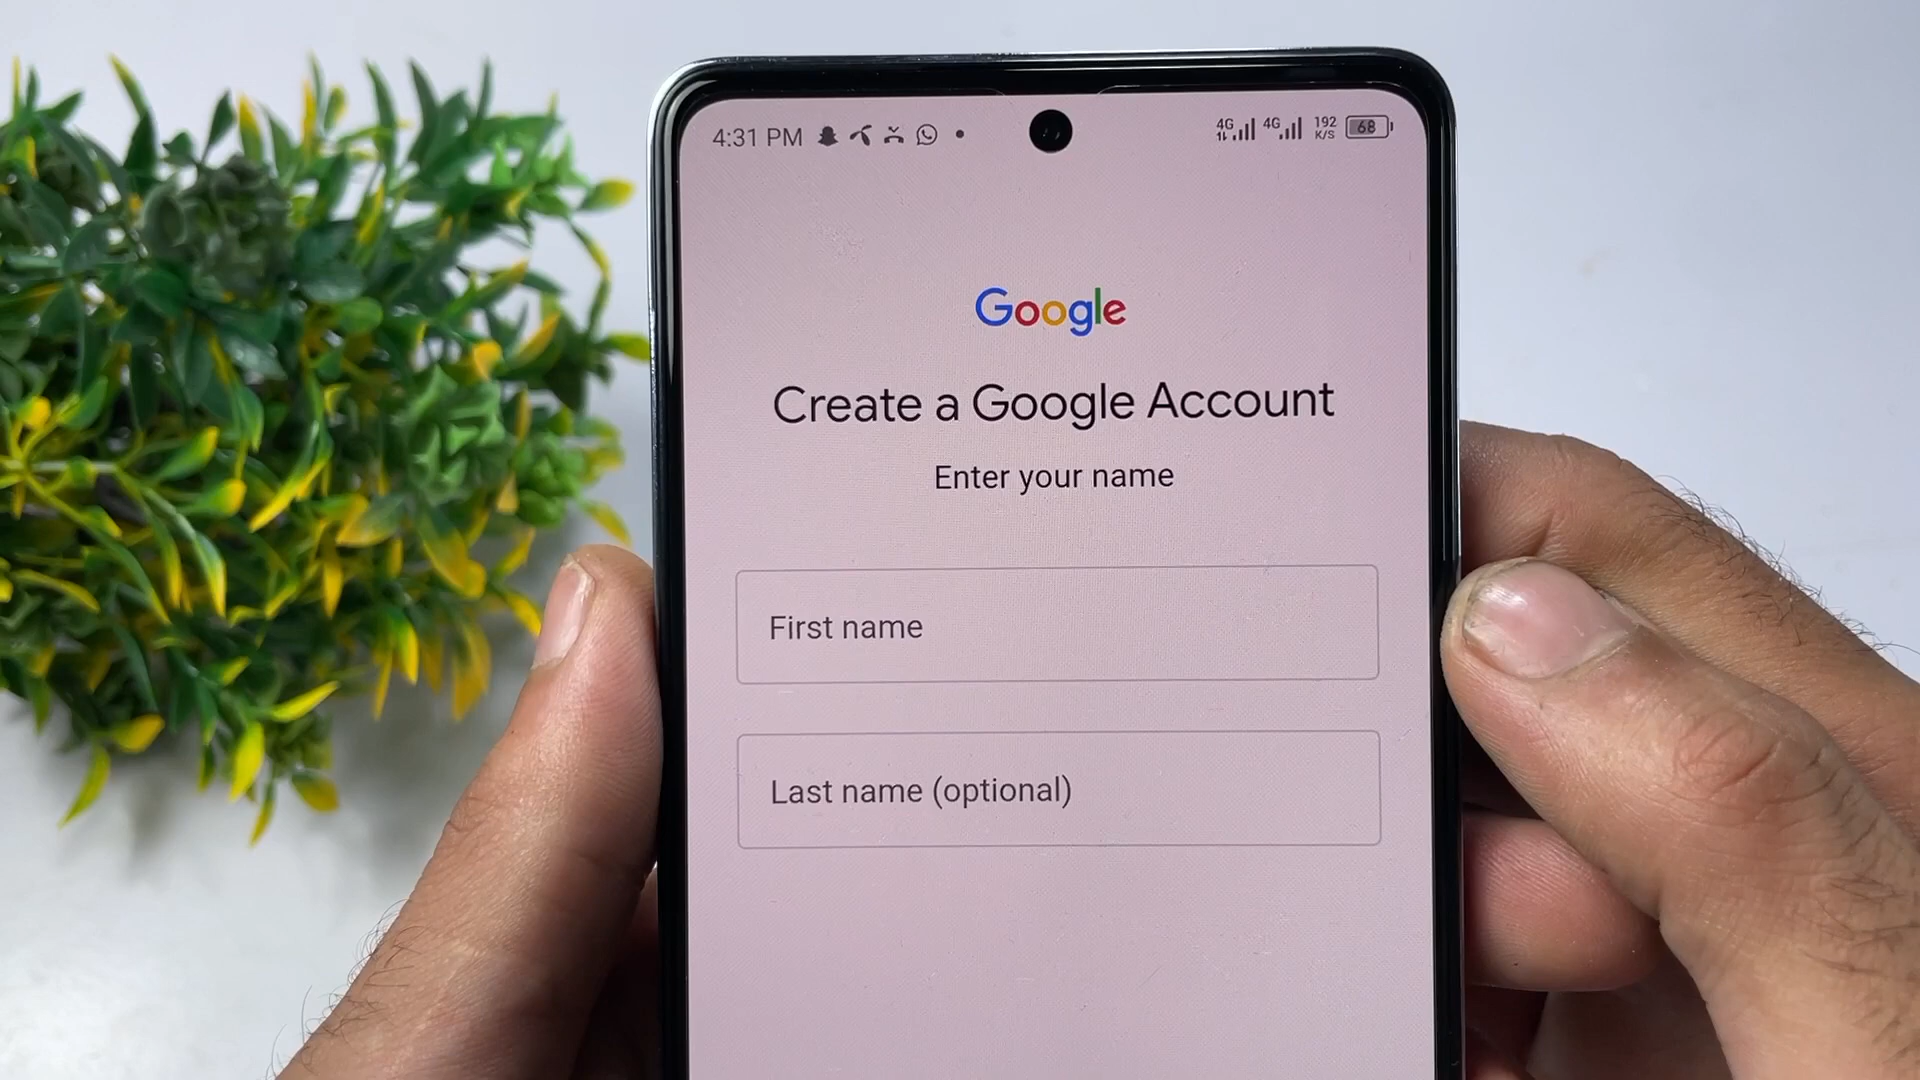 4:31 PM 4G 4G 192 K/S 68
Google
Create a Google Account
Enter your name
First name
Last name (optional)